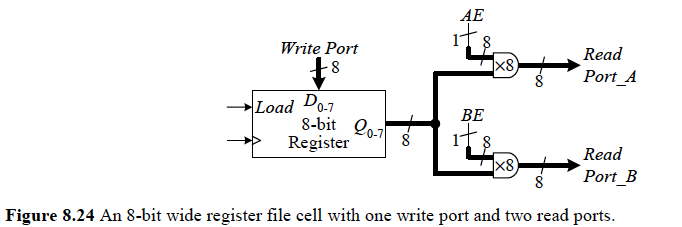 AE
1 8
Write Port
8
×8
8
Read
Port_A
Load D0-7
8-bit Q0-7
Register
8
BE
1 8
×8
8
Read
Port_B
Figure 8.24 An 8-bit wide register file cell with one write port and two read ports.